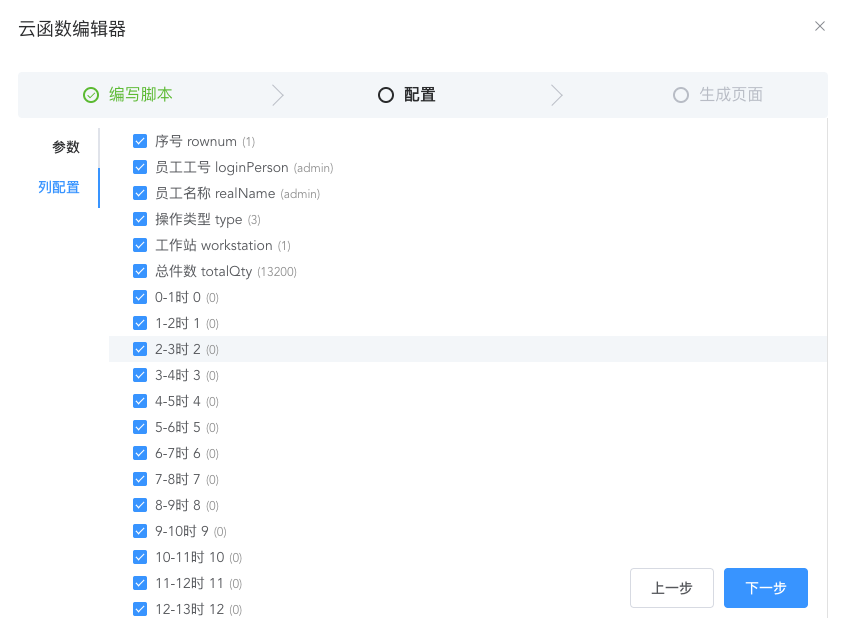 云函数编辑器
编写脚本
配置
生成页面
参数
列配置
序号 rownum (1)
员工工号 loginPerson (admin)
员工名称 realName (admin)
操作类型 type (3)
工作站 workstation (1)
总件数 totalQty (13200)
0-1时 0 (0)
1-2时 1 (0)
2-3时 2 (0)
3-4时 3 (0)
4-5时 4 (0)
5-6时 5 (0)
6-7时 6 (0)
7-8时 7 (0)
8-9时 8 (0)
9-10时 9 (0)
10-11时 10 (0)
11-12时 11 (0)
12-13时 12 (0)
上一步
下一步